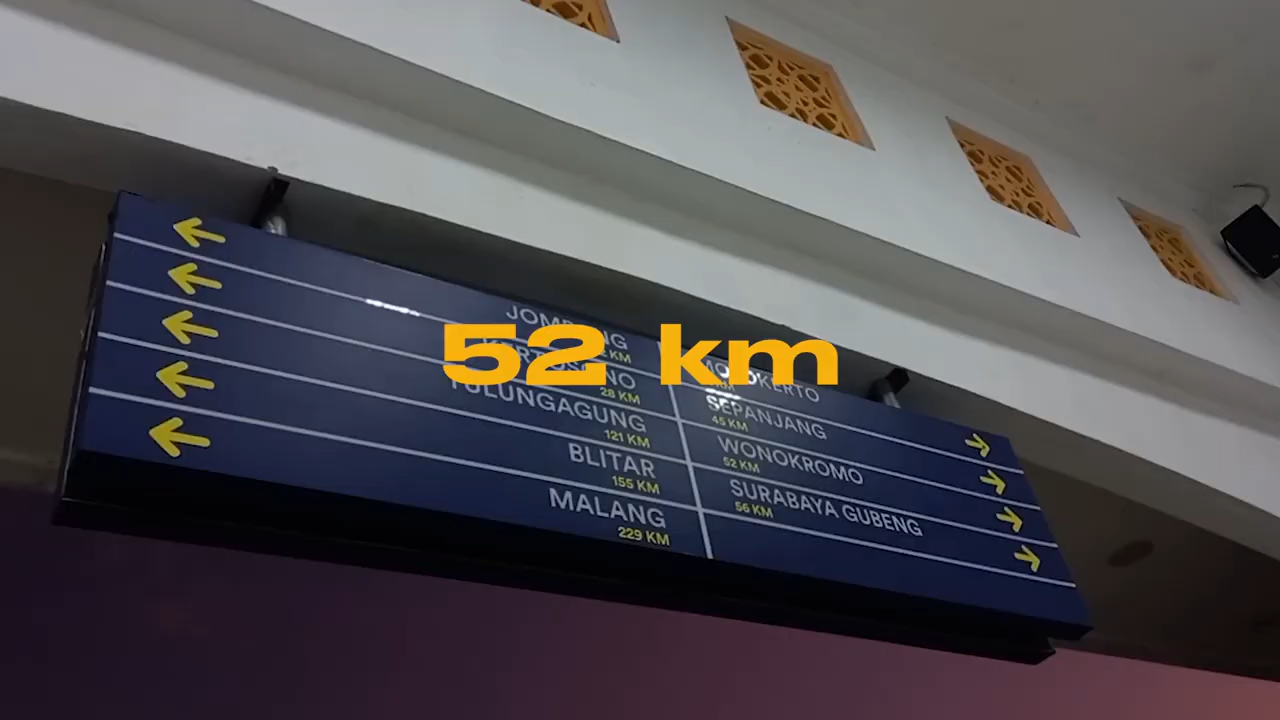 52 km
28 KM
TULUNGAGUNG
121 KM
BLITAR
155 KM
MALANG
229 KM
SEPANJANG
45 KM
WONOKROMO
52 KM
SURABAYA GUBENG
56 KM